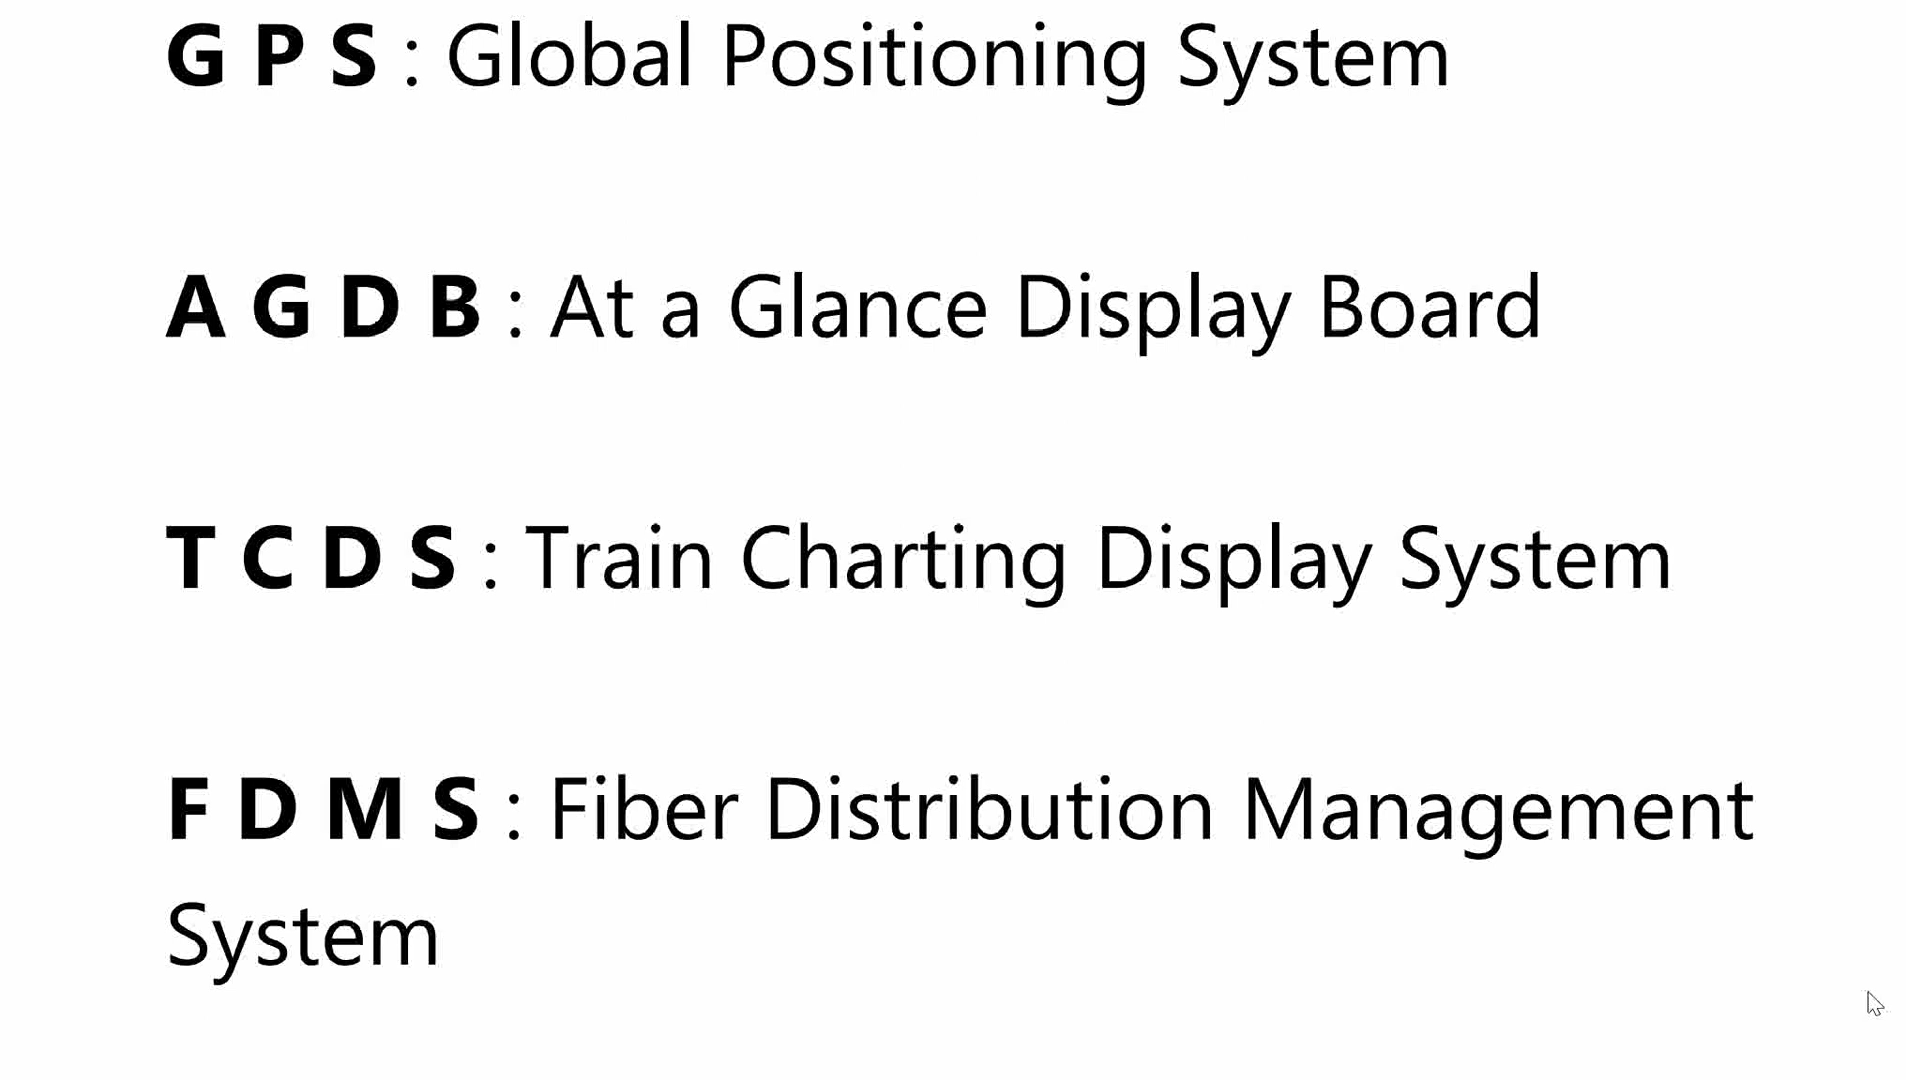 G P S : Global Positioning System
A G D B : At a Glance Display Board
T C D S : Train Charting Display System
F D M S : Fiber Distribution Management
System